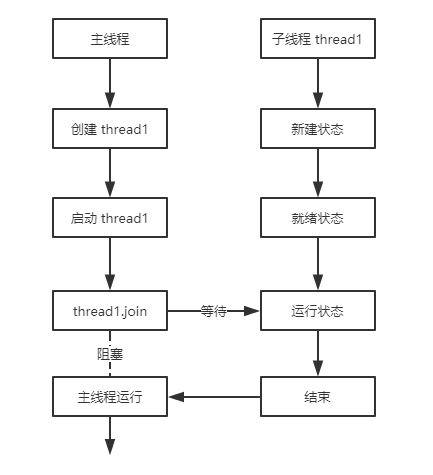 主线程
子线程 thread1
创建 thread1
新建状态
启动 thread1
就绪状态
thread1.join
等待
运行状态
阻塞
主线程运行
结束